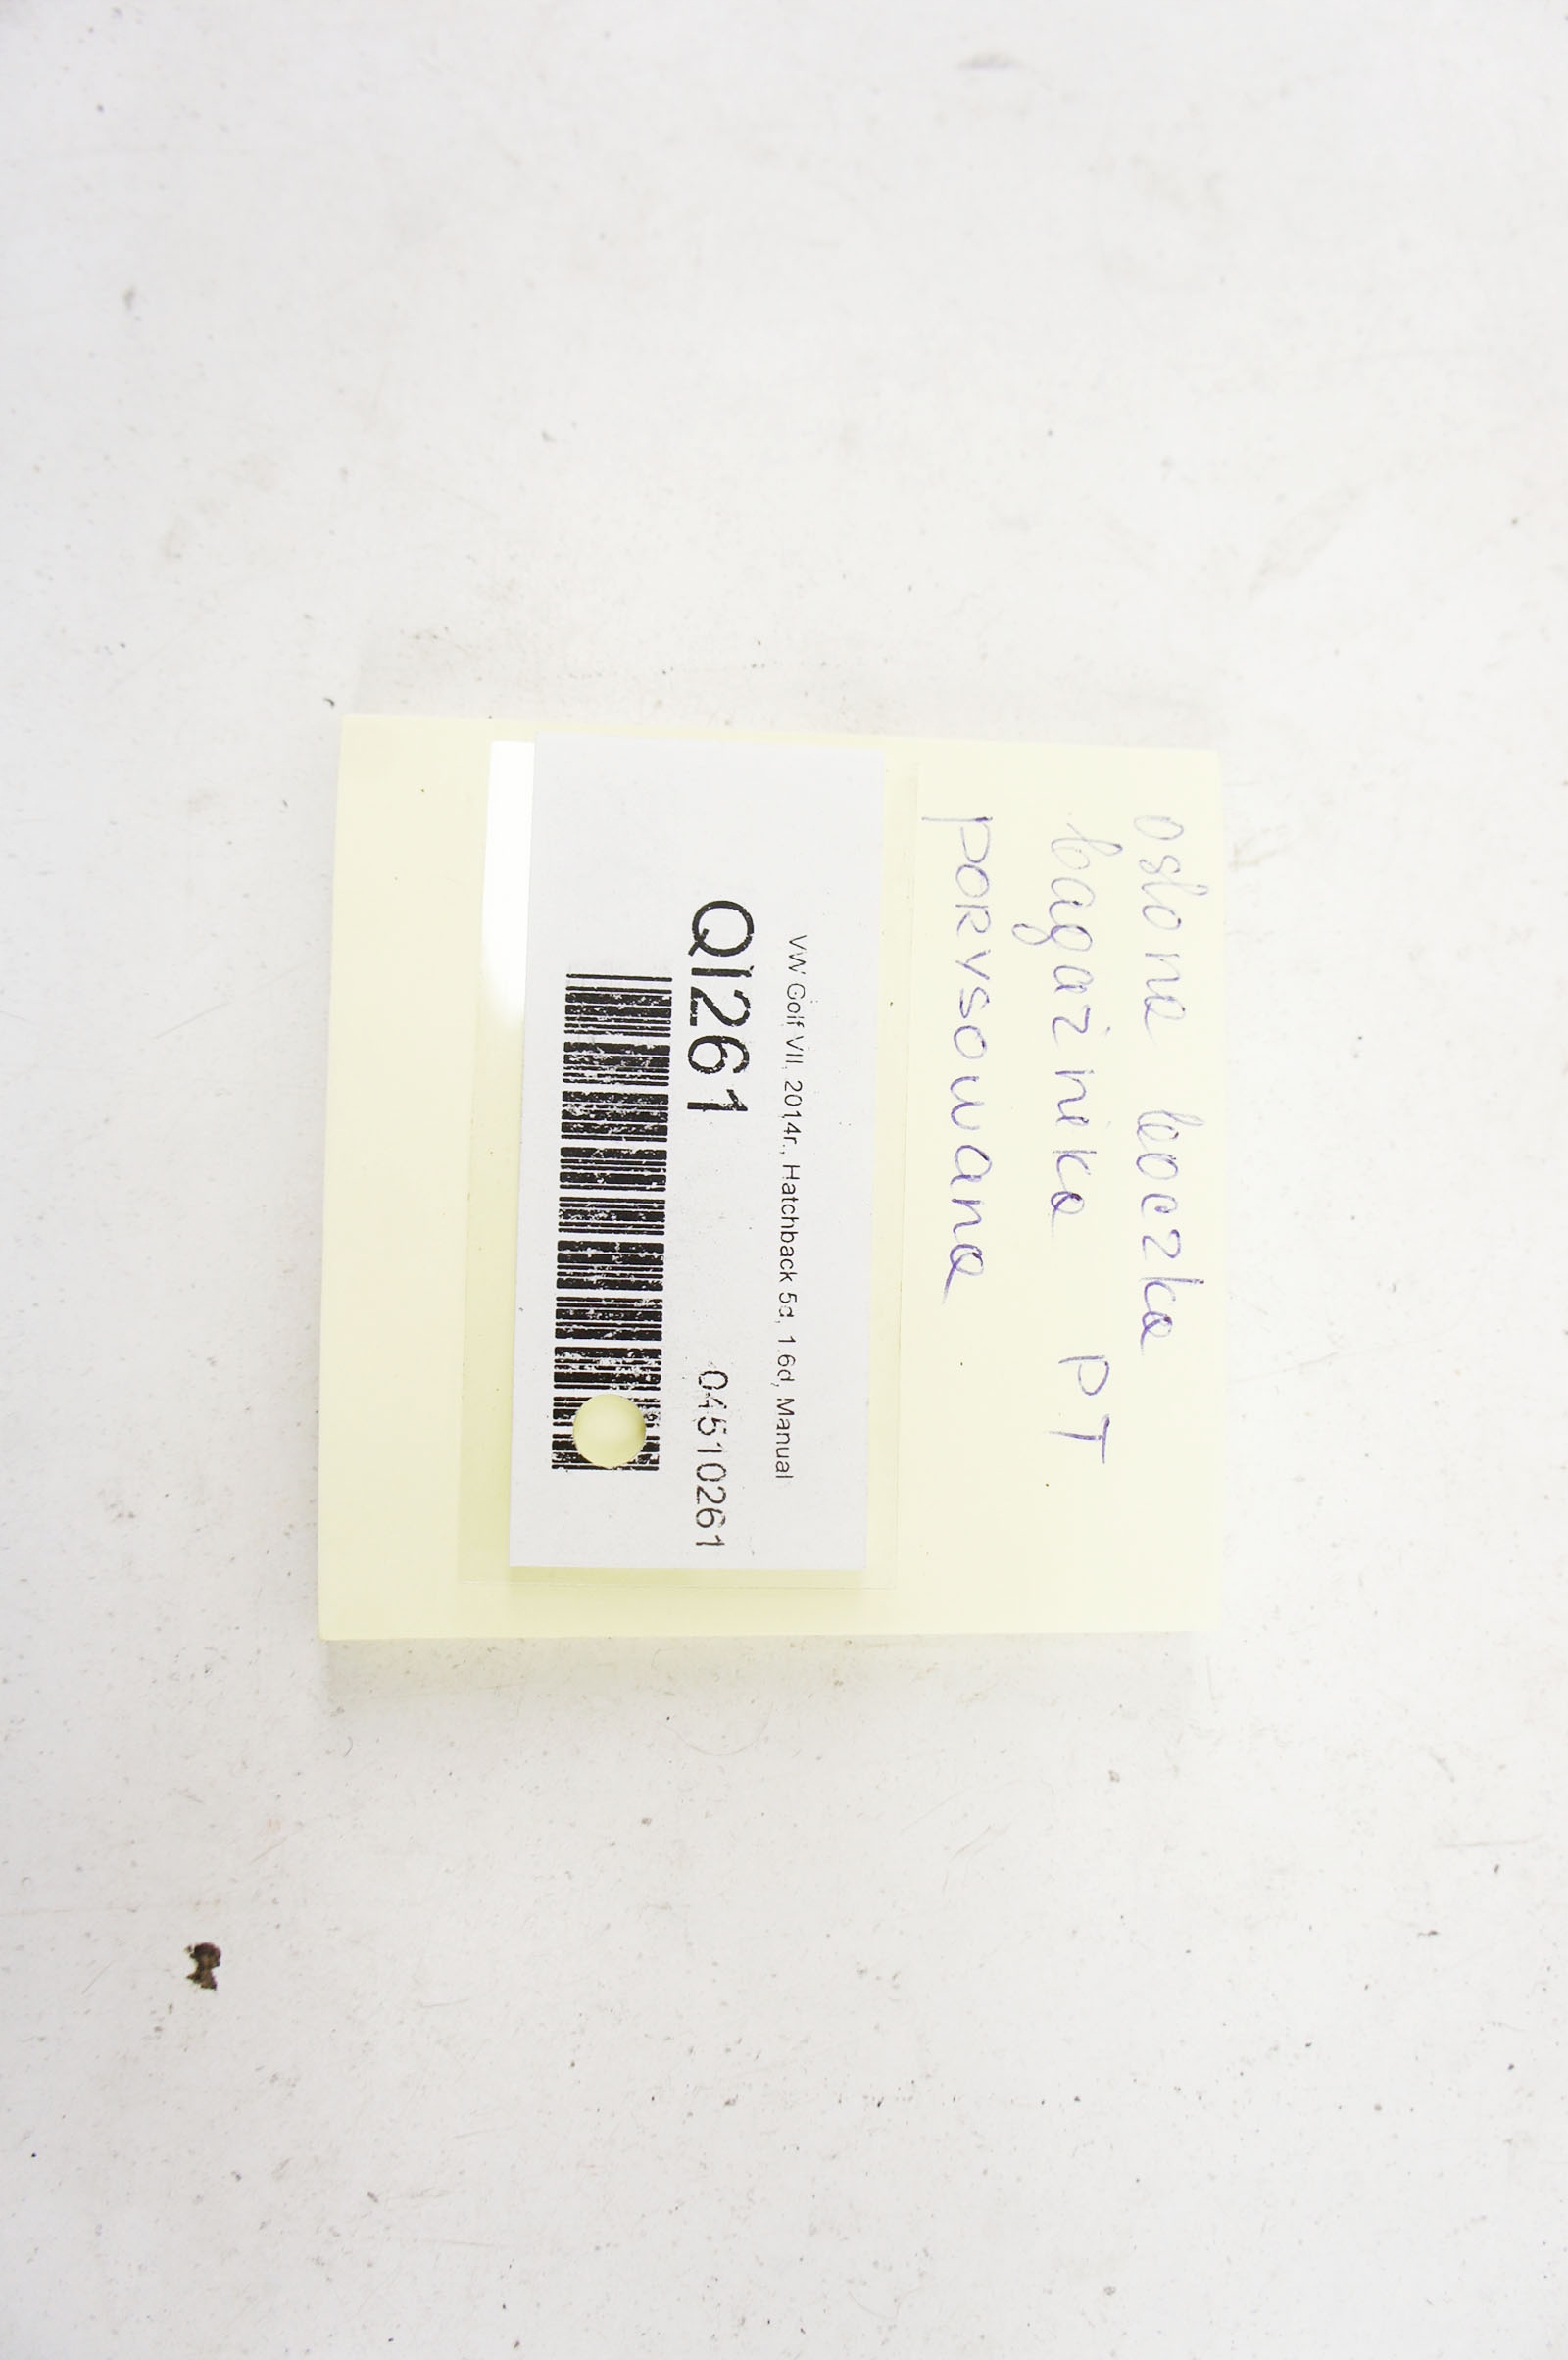 osłona boczka
bagażnika PT
porysowana
VW Golf VII, 2014r., Hatchback 5d, 1.6d, Manual
QI261 04510261